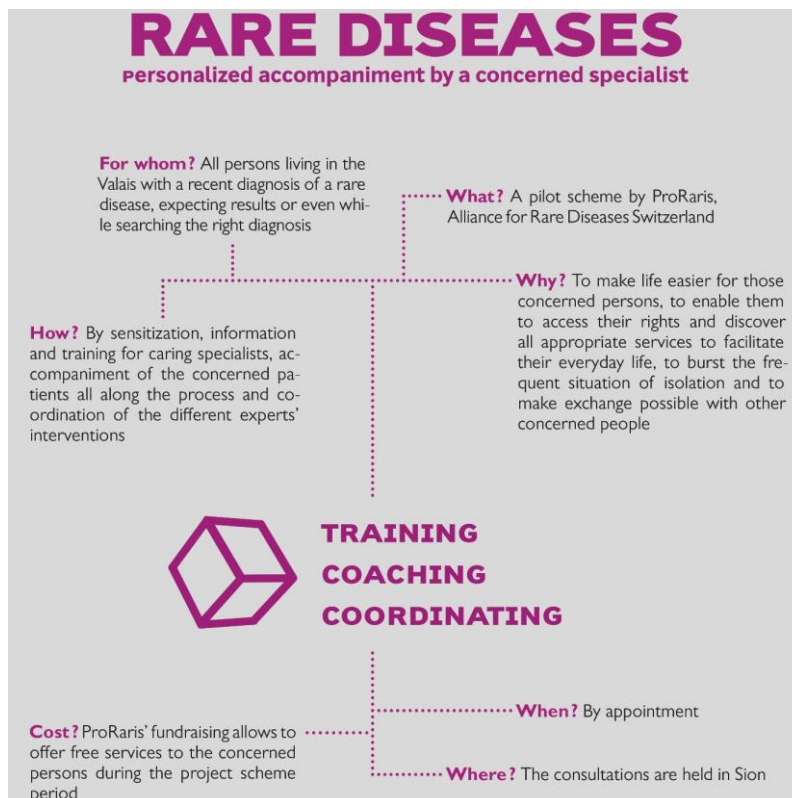 RARE DISEASES
Personalized accompaniment by a concerned specialist
For whom? All persons living in the
Valais with a recent diagnosis of a rare
disease, expecting results or even whi-
le searching the right diagnosis
What? A pilot scheme by ProRaris,
Alliance for Rare Diseases Switzerland
Why? To make life easier for those
concerned persons, to enable them
to access their rights and discover
all appropriate services to facilitate
their everyday life, to burst the fre-
quent situation of isolation and to
make exchange possible with other
concerned people
How? By sensitization, information
and training for caring specialists, ac-
companiment of the concerned pa-
tients all along the process and co-
ordination of the different experts'
interventions
TRAINING
COACHING
COORDINATING
When? By appointment
Cost? ProRaris' fundraising allows to
offer free services to the concerned
persons during the project scheme
period
Where? The consultations are held in Sion